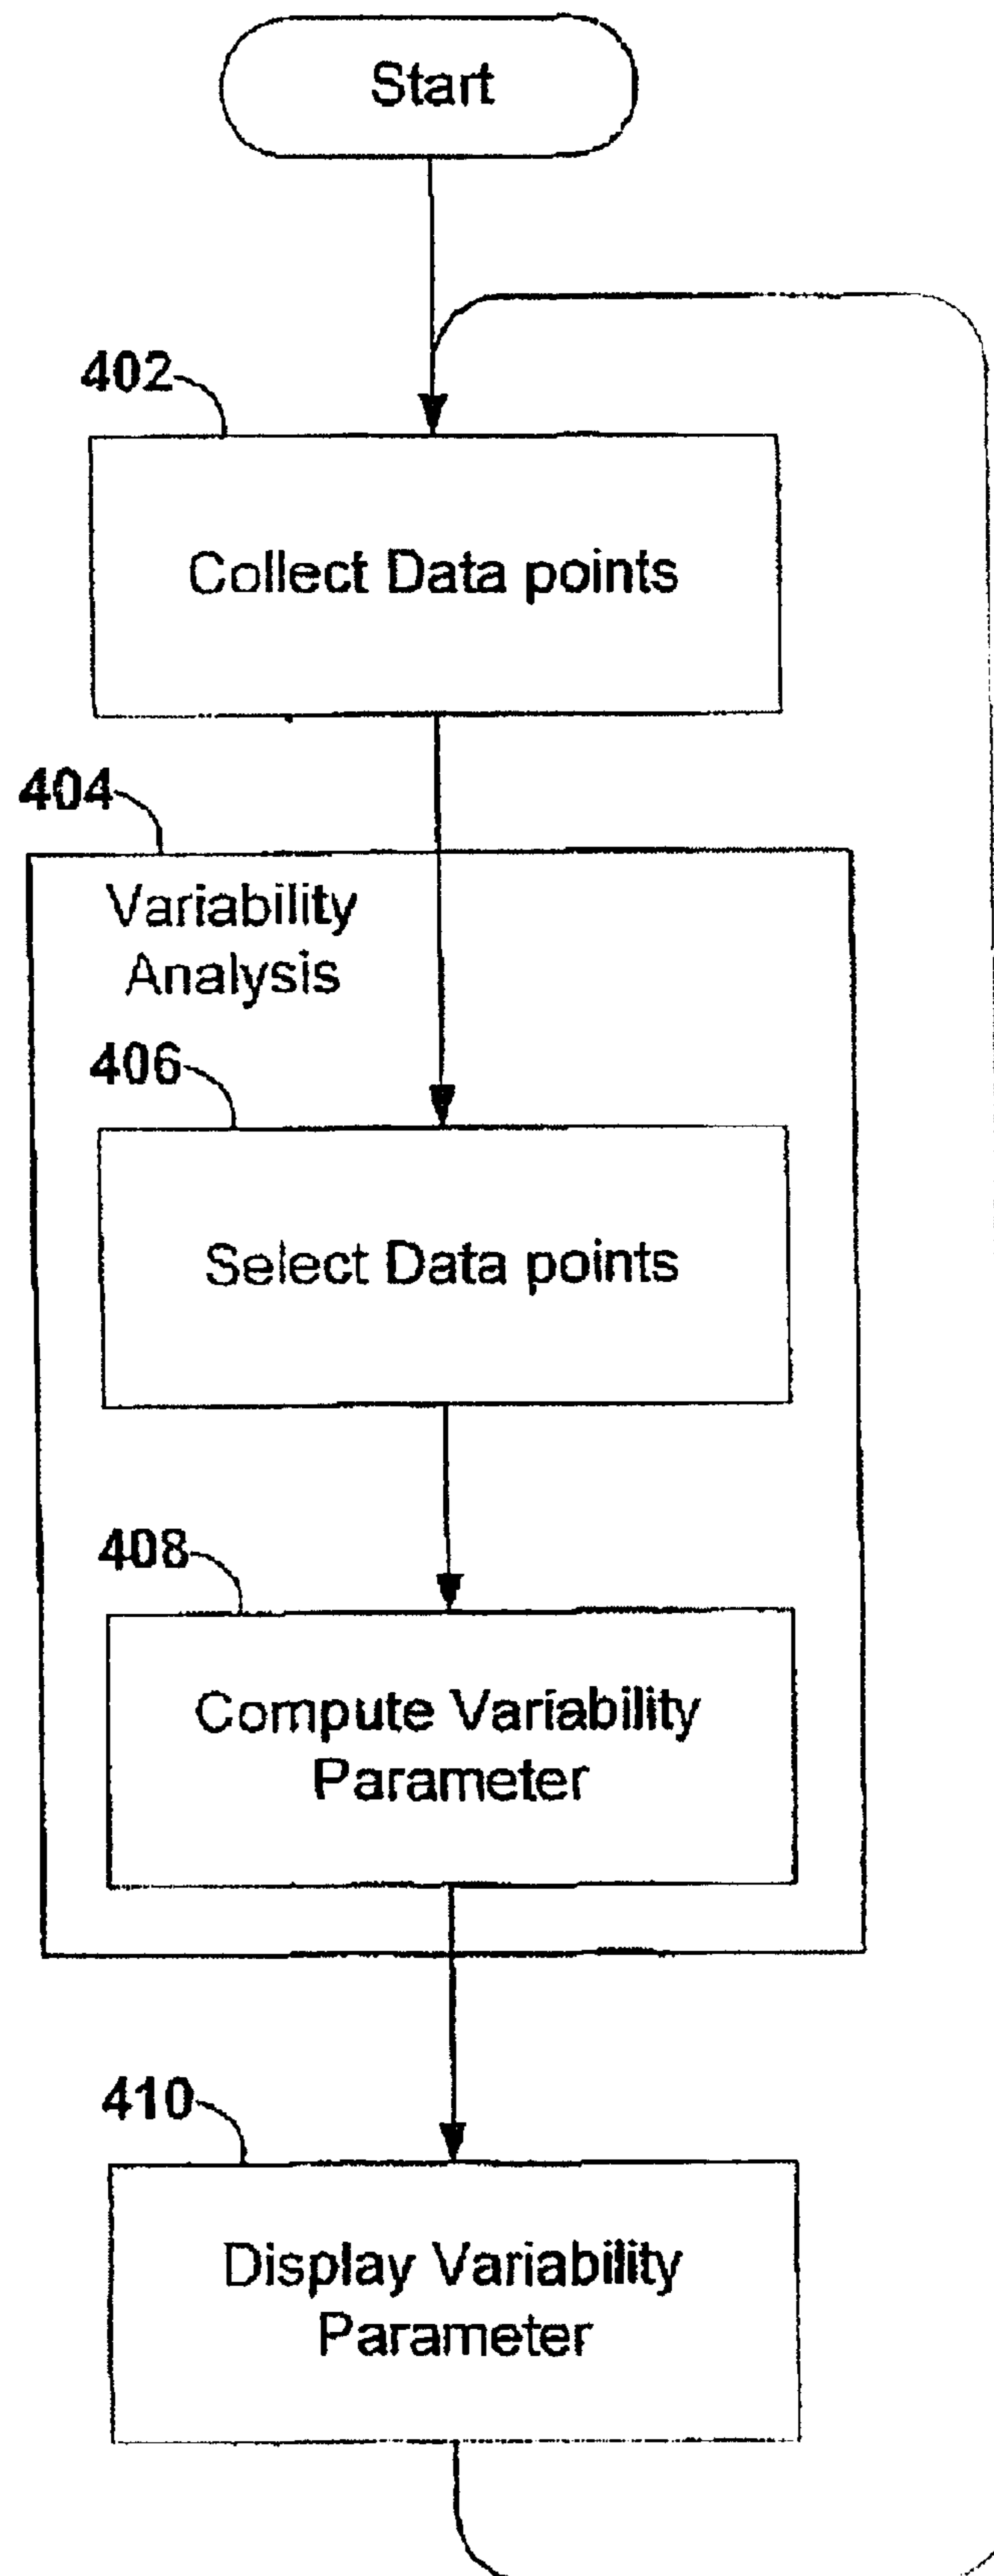 Start
402
Collect Data points
404
Variability
Analysis
406
Select Data points
408
Compute Variability
Parameter
410
Display Variability
Parameter